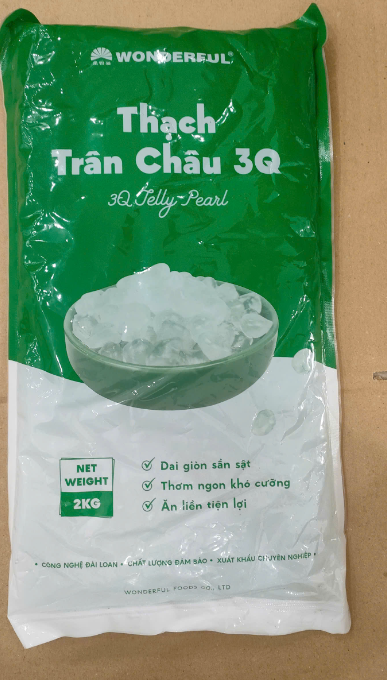 WONDERFUL®
Thạch
Trân Châu 3Q
3Q Jelly Pearl
NET
WEIGHT
2KG
Dai giòn sần sật
Thơm ngon khó cưỡng
Ăn liền tiện lợi
• CÔNG NGHỆ ĐÀI LOAN • CHẤT LƯỢNG ĐẢM BẢO • XUẤT KHẨU CHUYÊN NGHIỆP •
WONDERFUL FOODS CO., LTD